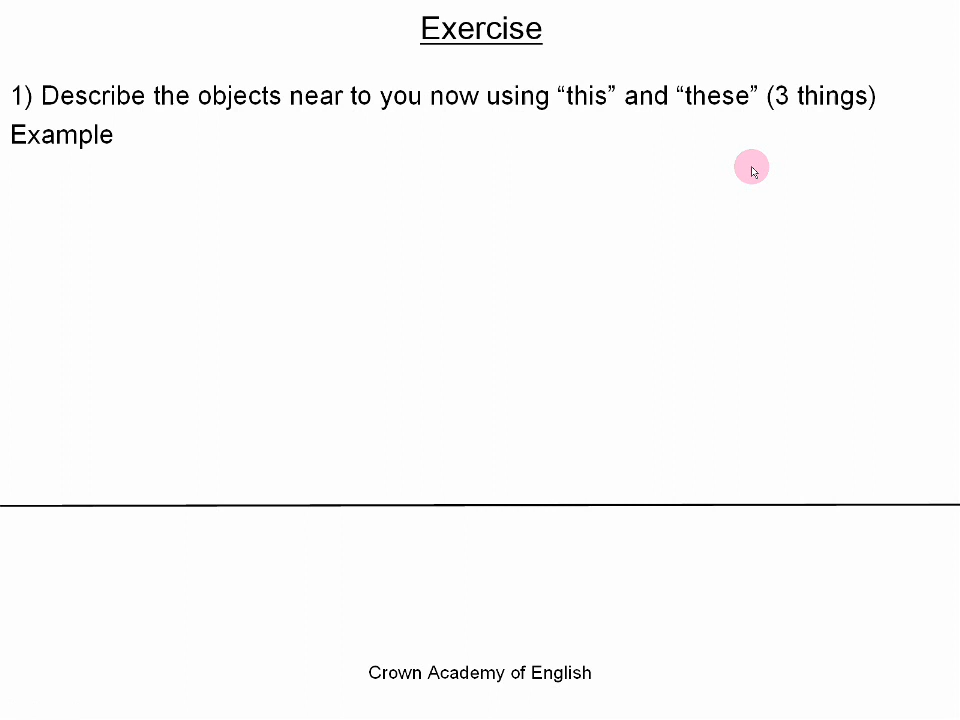 Exercise
1) Describe the objects near to you now using “this” and “these” (3 things)
Example
Crown Academy of English